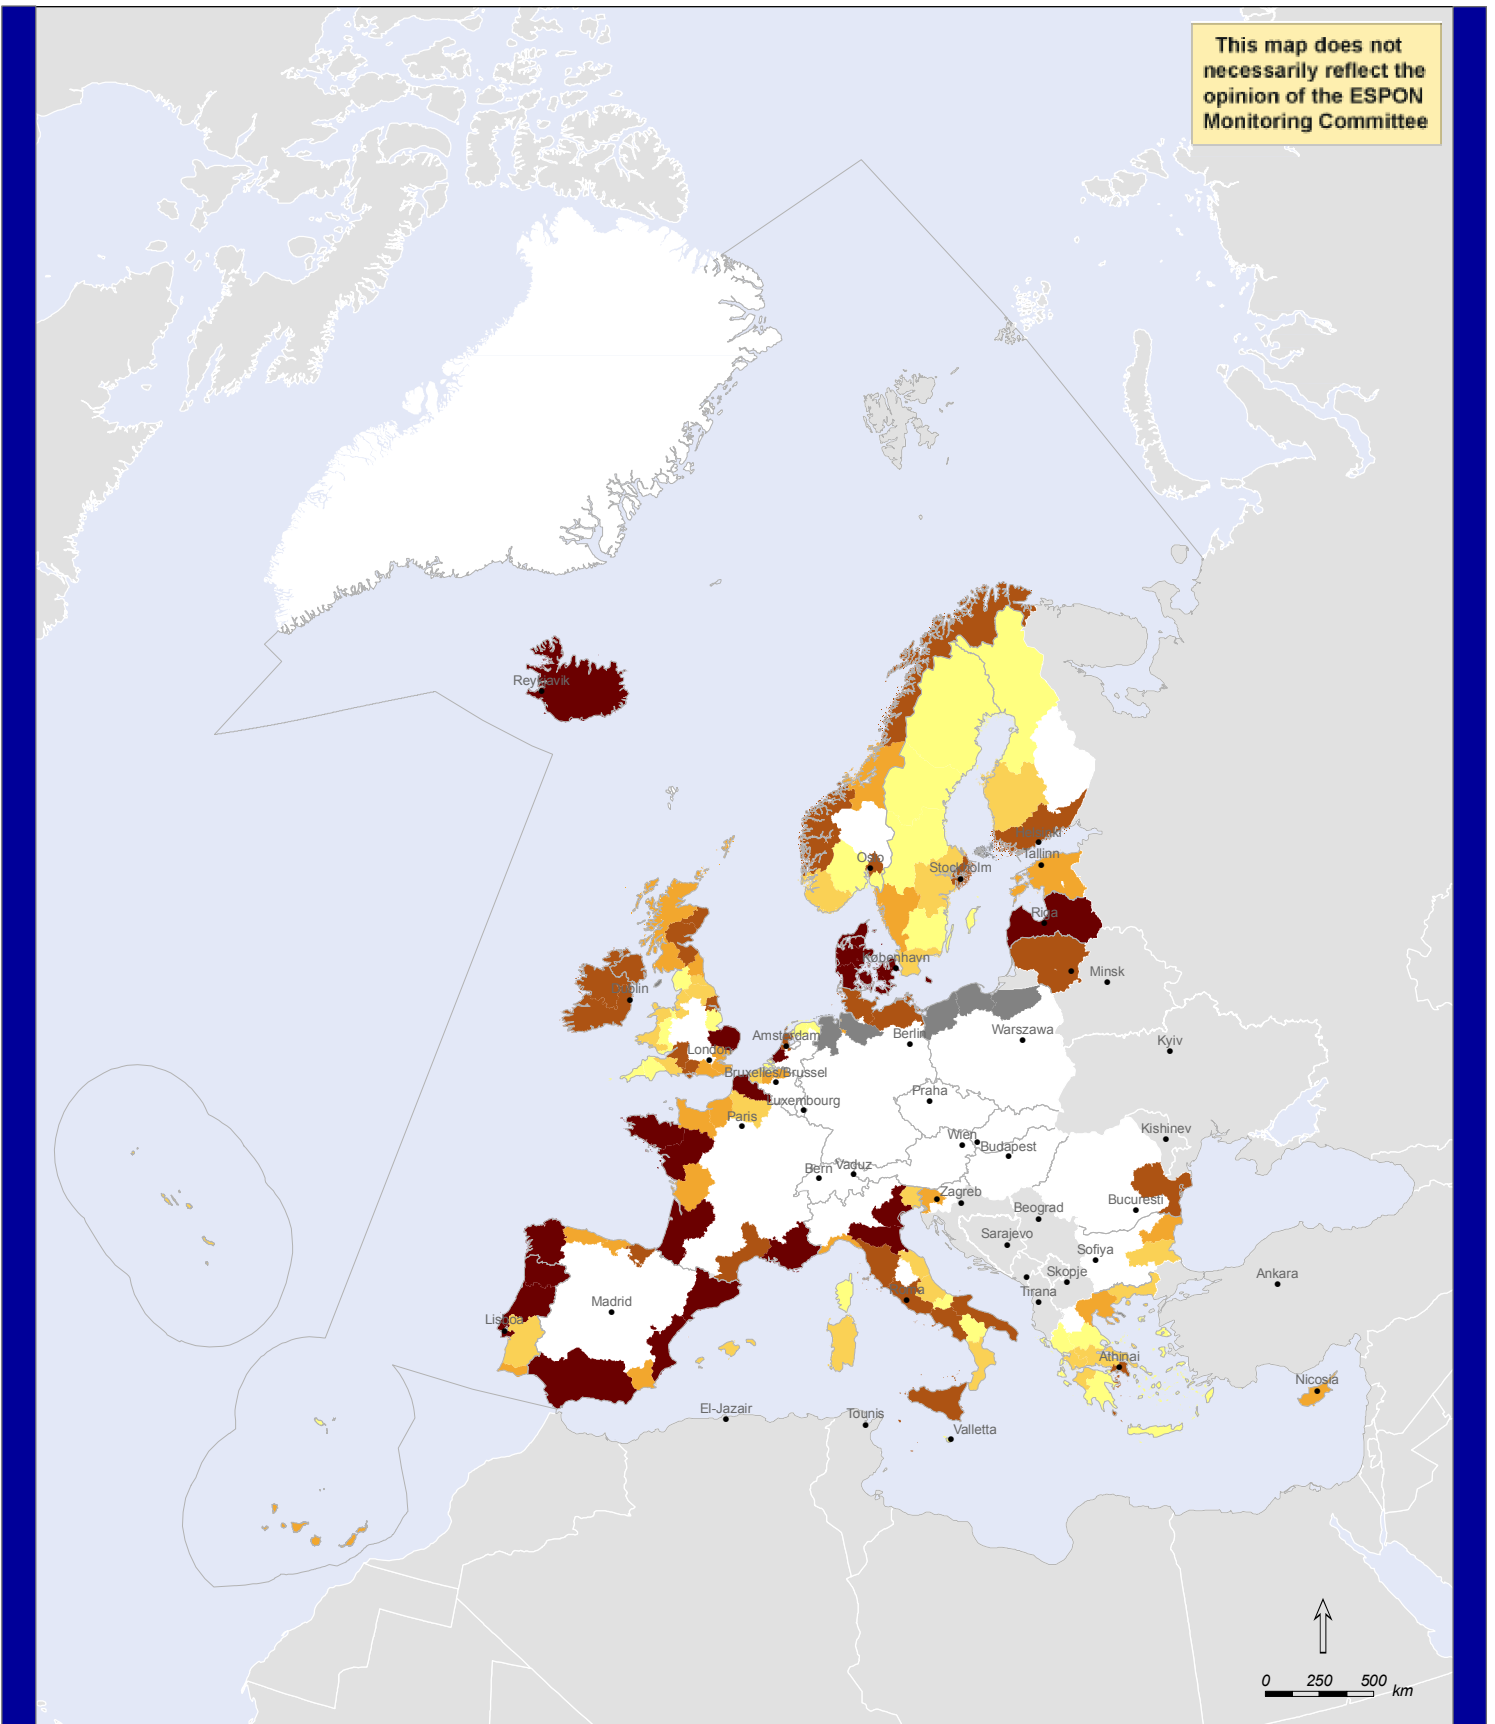 This map does not
necessarily reflect the
opinion of the ESPON
Monitoring Committee
Reykjavik
Helsinki
Tallinn
Oslo
Stockholm
Riga
København
Minsk
Dublin
Amsterdam
Berlin
Warszawa
London
Kyiv
Bruxelles/Brussel
Praha
Luxembourg
Paris
Kishinev
Wien
Budapest
Bern
Vaduz
Zagreb
Bucuresti
Beograd
Sarajevo
Sofiya
Skopje
Ankara
Madrid
Tirana
Lisboa
Athinai
Nicosia
El-Jazair
Tounis
Valletta
0 250 500
km